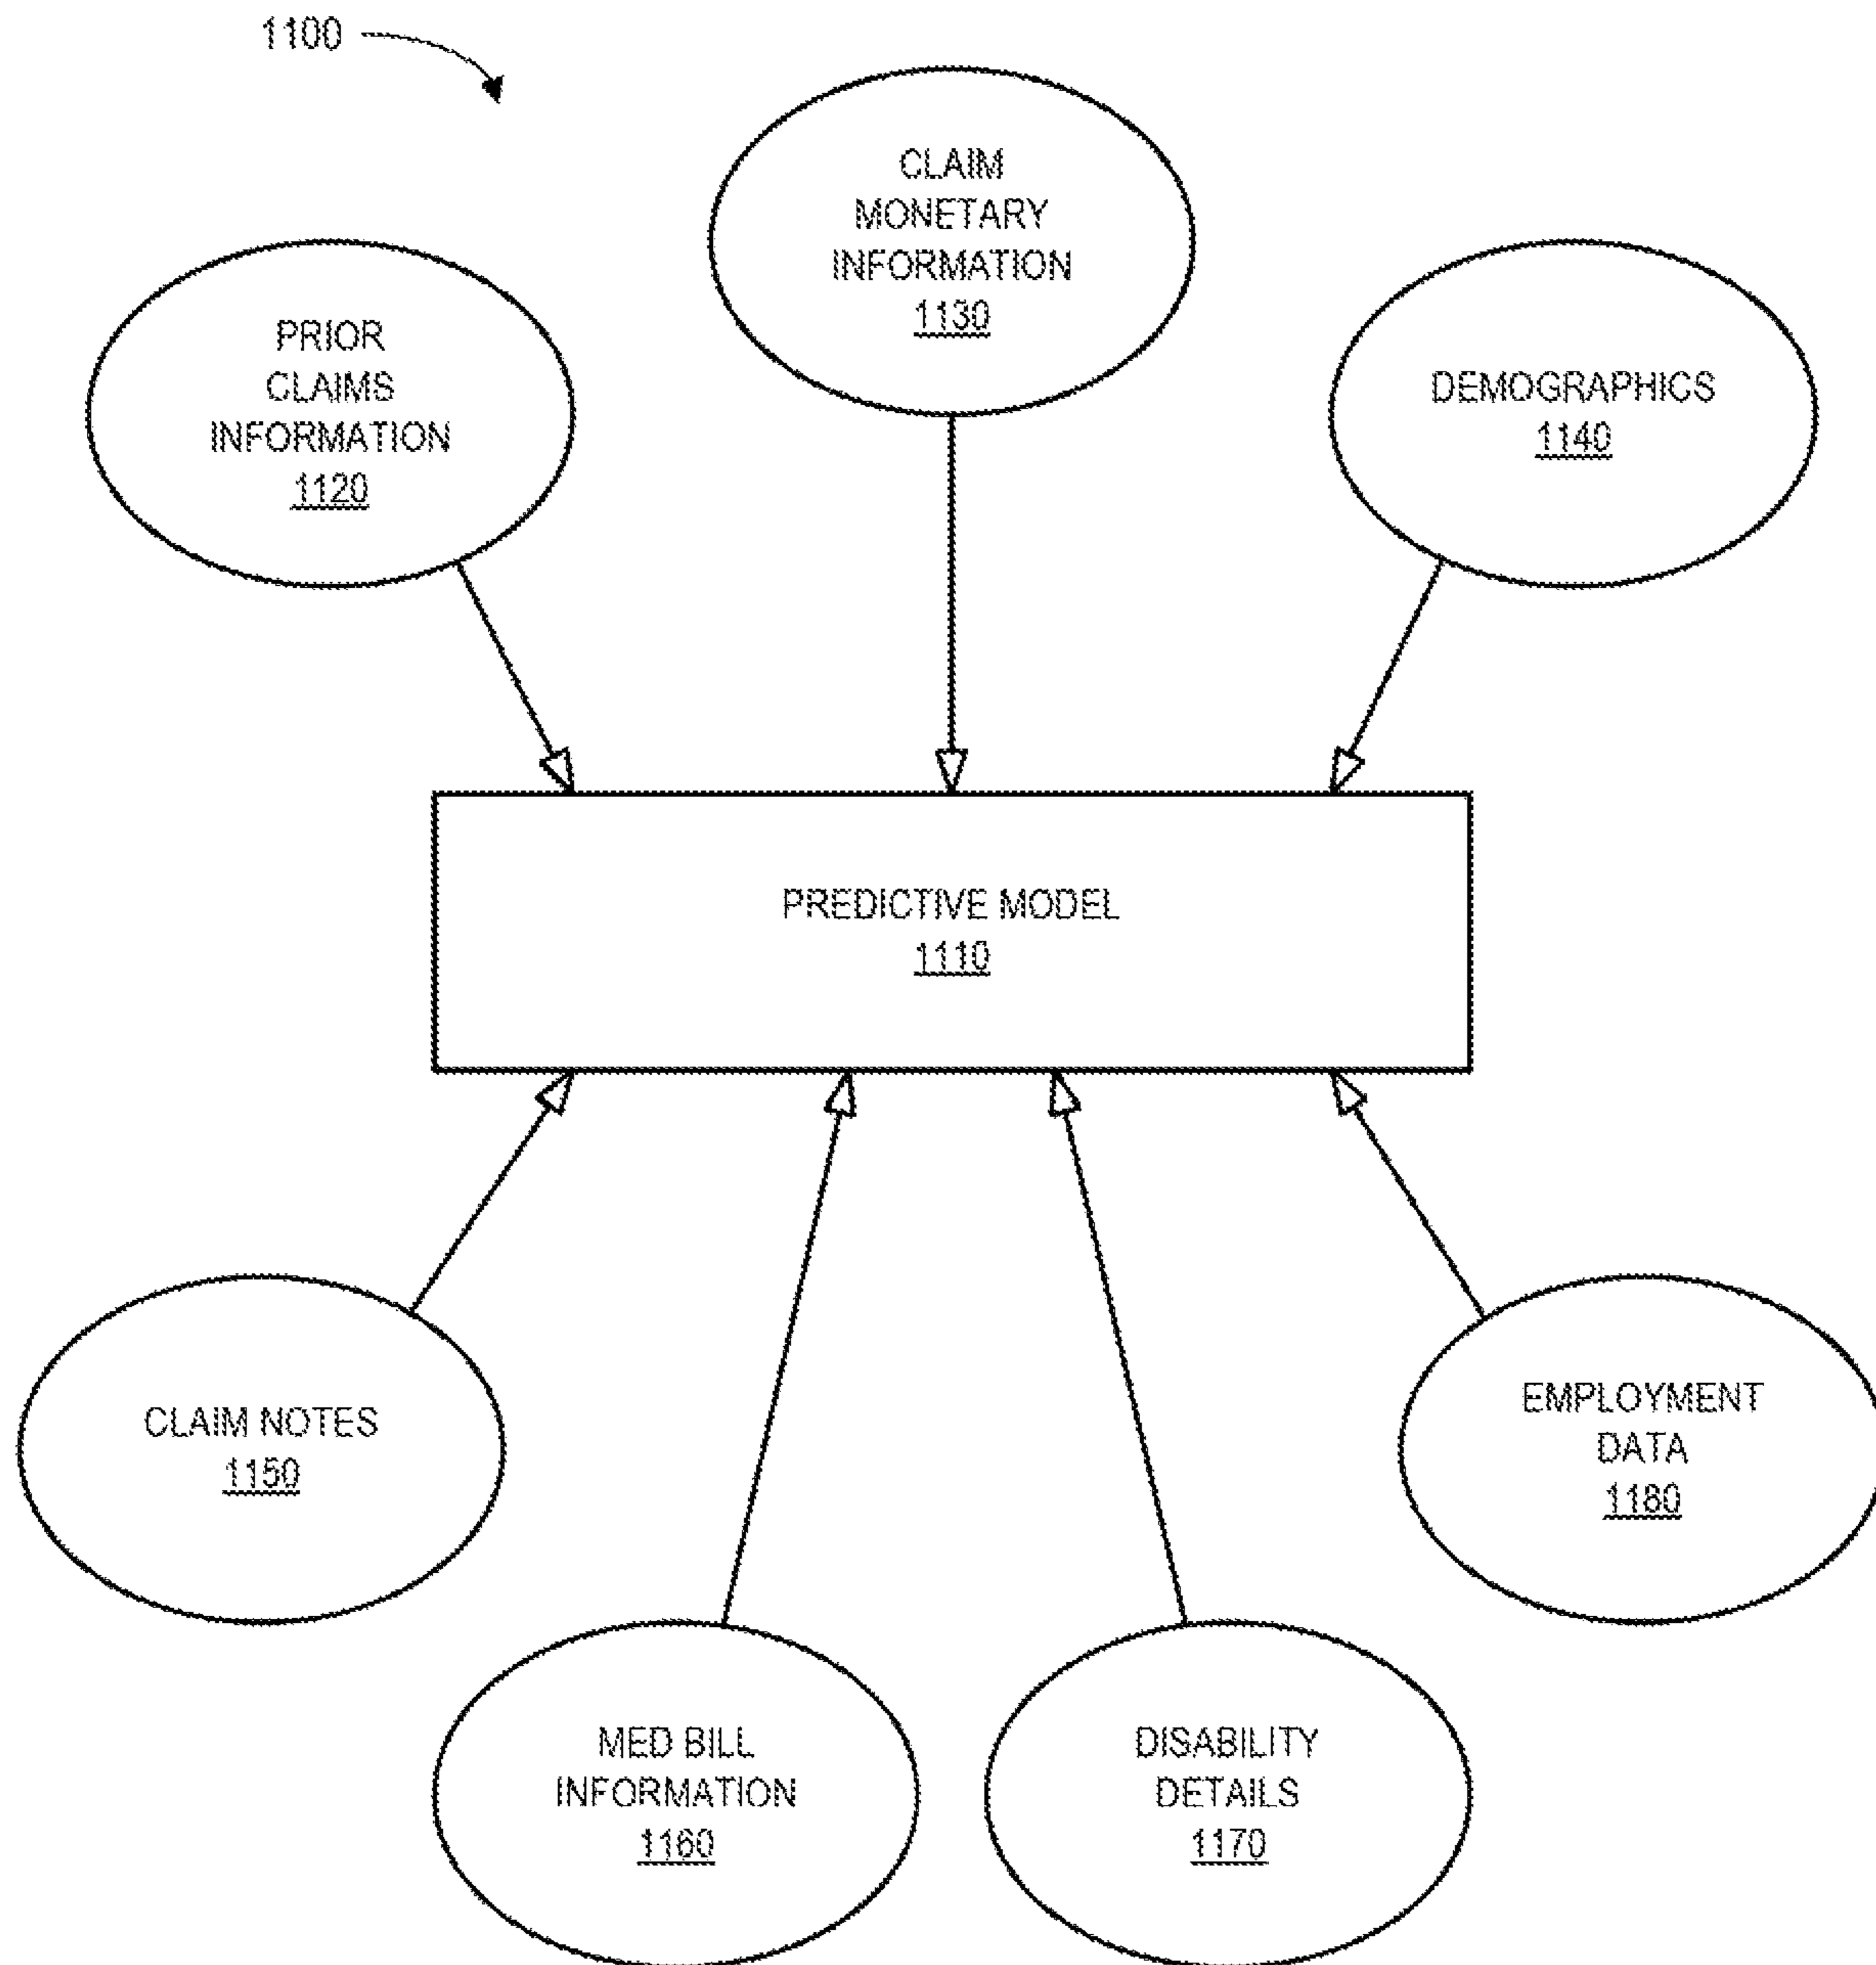 1100
CLAIM
MONETARY
INFORMATION
1130
PRIOR
CLAIMS
INFORMATION
1120
DEMOGRAPHICS
1140
PREDICTIVE MODEL
1110
CLAIM NOTES
1150
EMPLOYMENT
DATA
1180
MED BILL
INFORMATION
1160
DISABILITY
DETAILS
1170